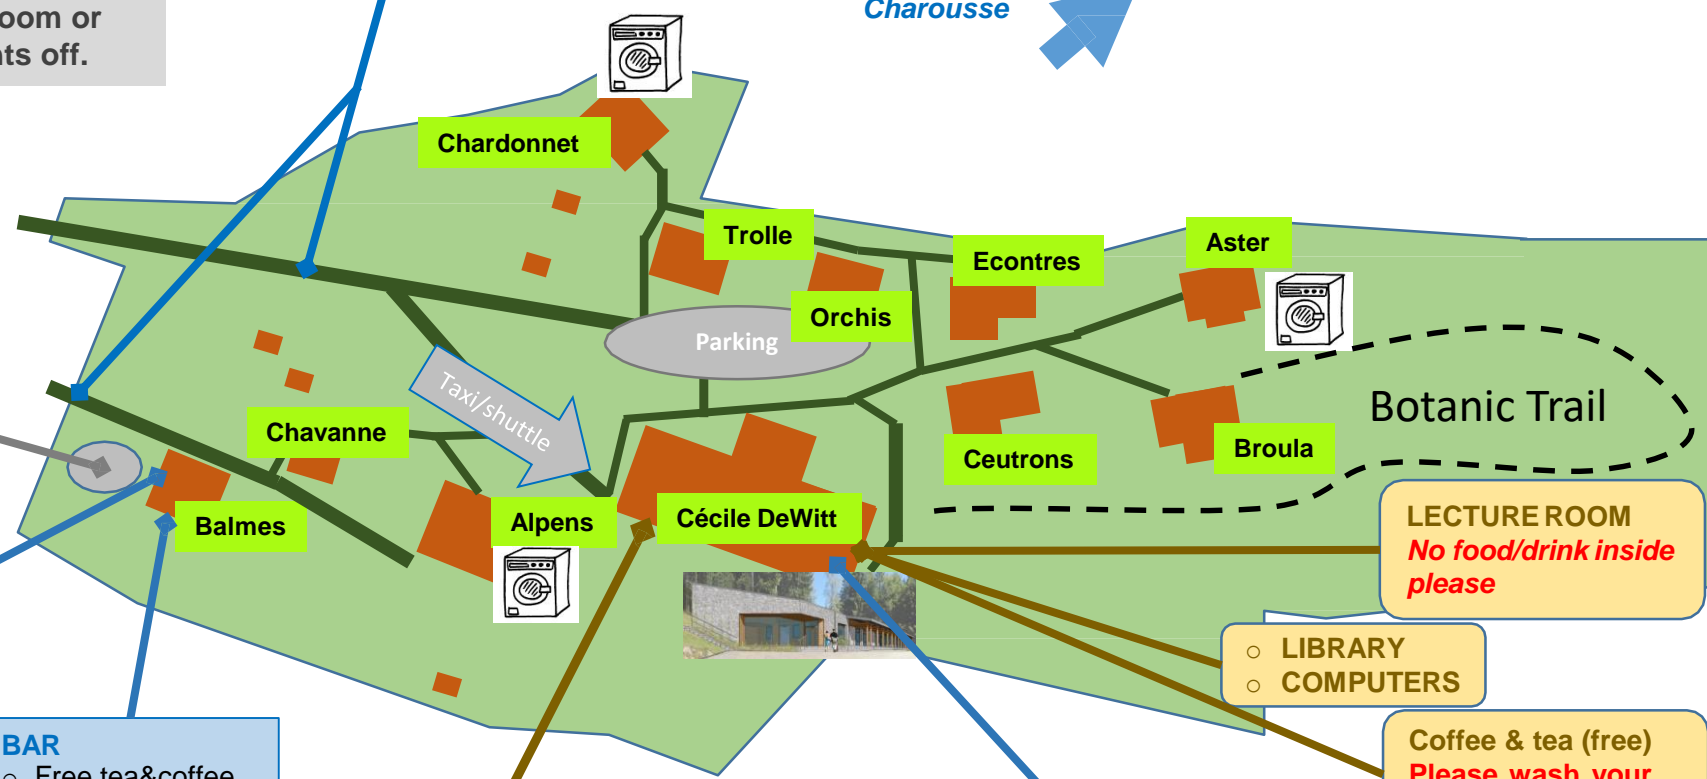 Charousse
oom or
nts off.
Chardonnet
Trolle
Aster
Econtres
Orchis
Parking
Taxi/shuttle
Botanic Trail
Chavanne
Broula
Ceutrons
Balmes
Alpens
Cécile DeWitt
LECTURE ROOM
No food/drink inside
please
○ LIBRARY
○ COMPUTERS
BAR
○ Free tea&coffee
Coffee & tea (free)
Please wash your